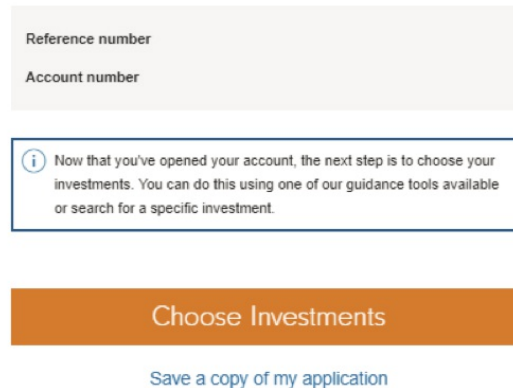 Reference number
Account number
i
Now that you've opened your account, the next step is to choose your
investments. You can do this using one of our guidance tools available
or search for a specific investment.
Choose Investments
Save a copy of my application